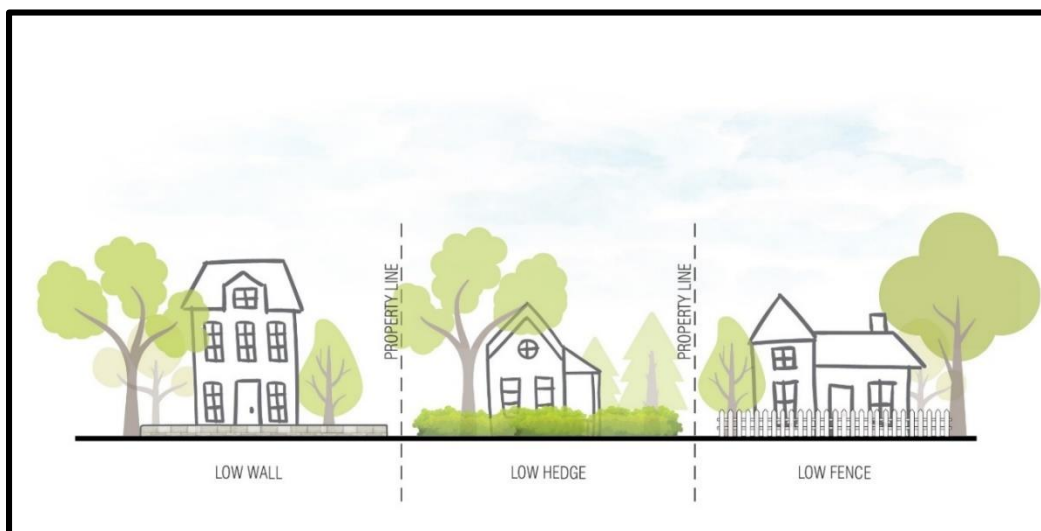 PROPERTY LINE
PROPERTY LINE
LOW WALL
LOW HEDGE
LOW FENCE